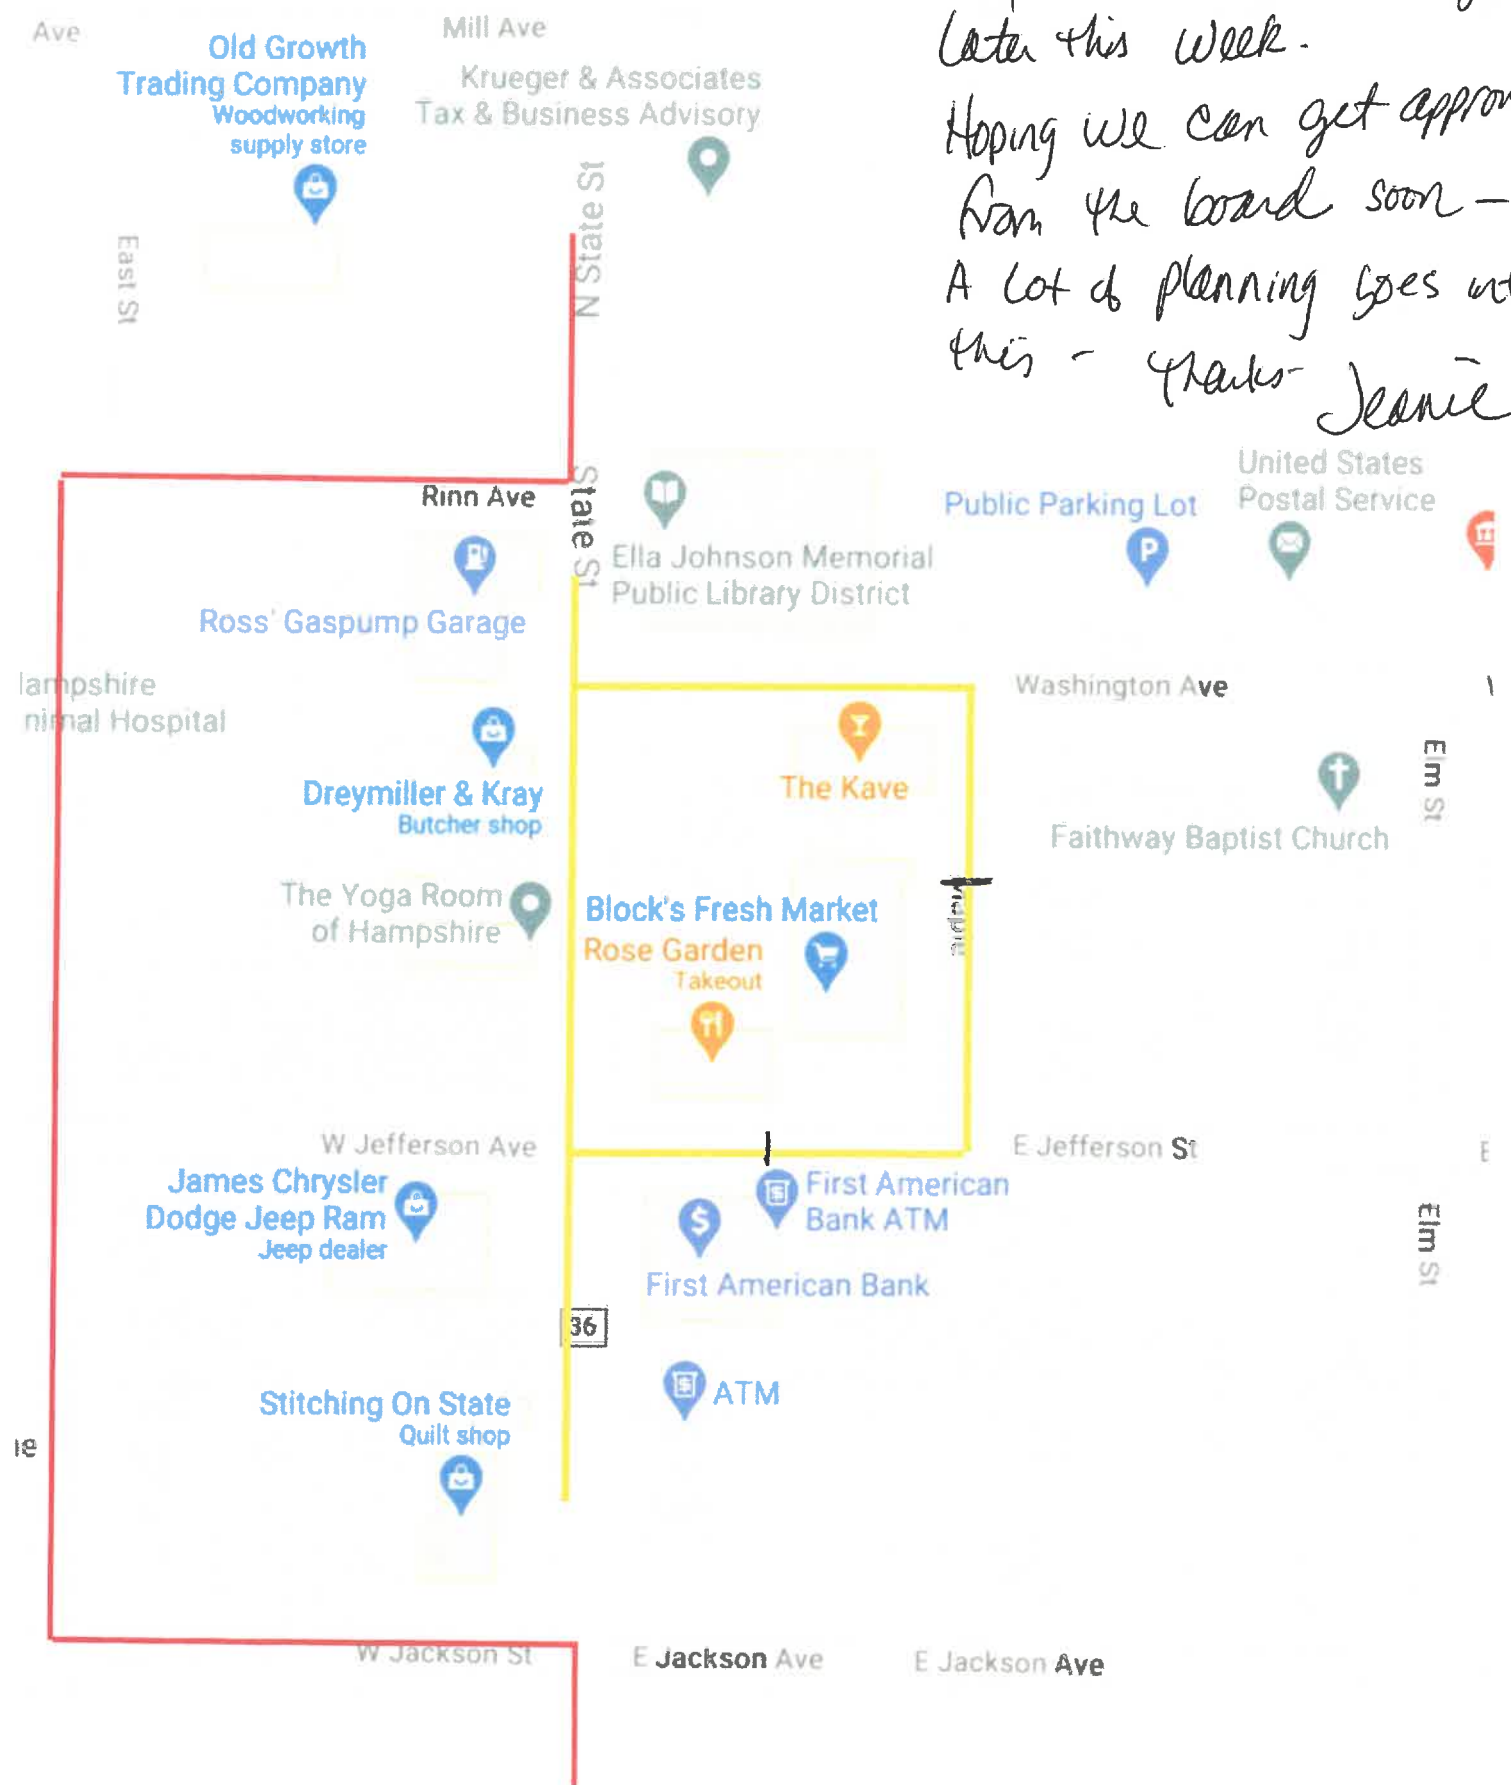 later this week.
Hoping we can get
from the board soon -
A lot of planning goes
this - Thanks - Jeanie
Ave
Mill Ave
Old Growth
Trading Company
Woodworking
supply store
Krueger & Associates
Tax & Business Advisory
N State St
East St
Rinn Ave
State St
Ella Johnson Memorial
Public Library District
Public Parking Lot
P
United States
Postal Service
Ross' Gaspump Garage
ampshire
nimal Hospital
Washington Ave
Dreymiller & Kray
Butcher shop
The Kave
Elm St
Faithway Baptist Church
The Yoga Room
of Hampshire
Block's Fresh Market
Rose Garden
Takeout
W Jefferson Ave
E Jefferson St
E
James Chrysler
Dodge Jeep Ram
Jeep dealer
$
First American
Bank ATM
First American Bank
Elm St
36
$
ATM
Stitching On State
Quilt shop
W Jackson St
E Jackson Ave
E Jackson Ave